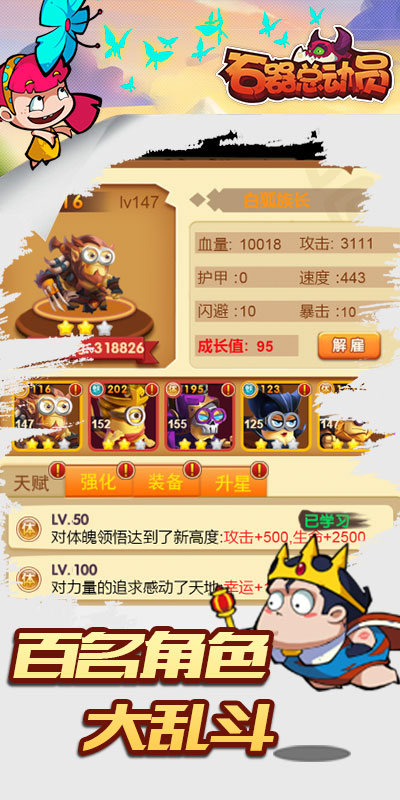 石器总动员
16 lv147
白狐族长
血量: 10018 攻击: 3111
护甲 :0 速度 :443
闪避 :10 暴击 :10
成长值: 95 解雇
318826
116 202 195 123
147 152 155 125 147
天赋 强化 装备 升星
LV. 50 已学习
对体魄领悟达到了新高度:攻击+500,生命+2500
LV. 100
对力量的追求感动了天地:幸运+
百名角色
大乱斗